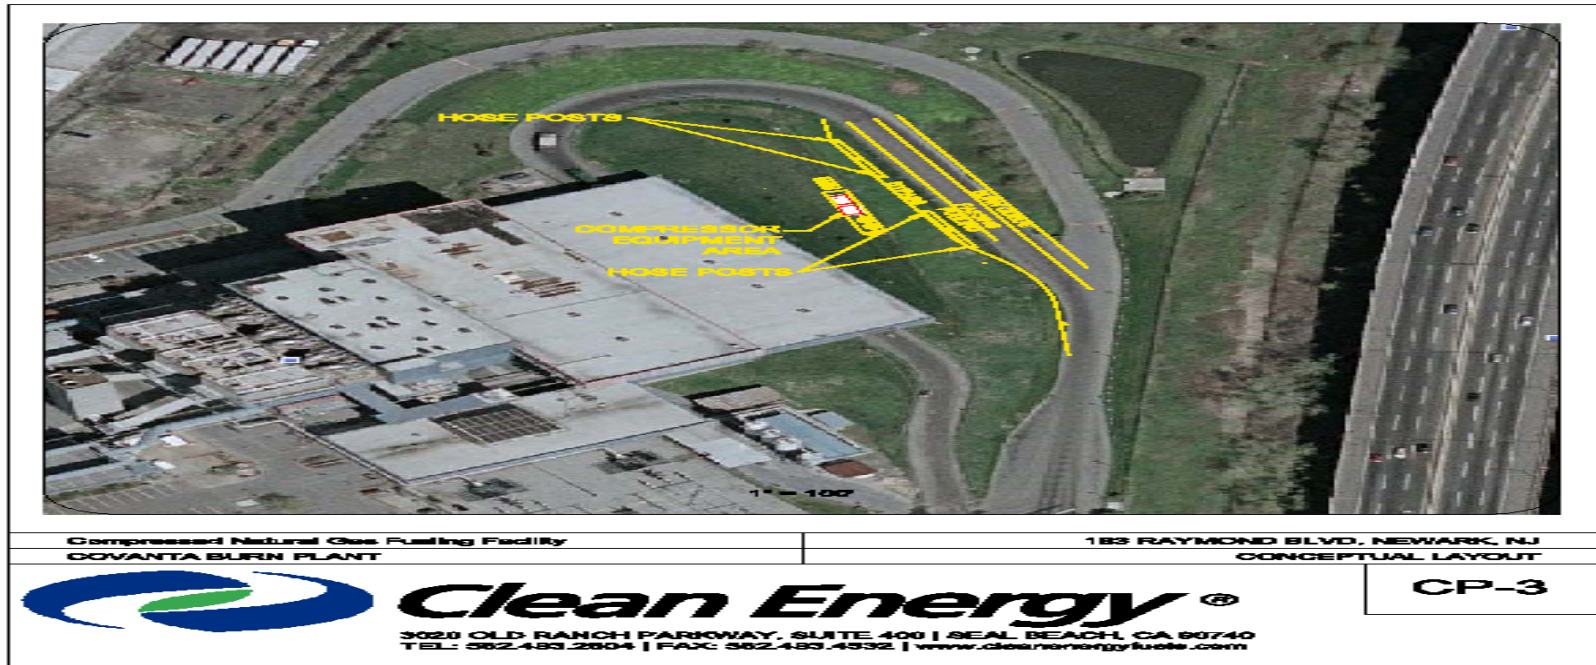 HOSE POSTS
COMPRESSOR
EQUIPMENT
AREA
HOSE POSTS
1" = 100'
Compressed Natural Gas Fueling Facility
183 RAYMOND BLVD, NEWARK, NJ
COVANTA BURN PLANT
CONCEPTUAL LAYOUT
Clean Energy ®
CP-3
3020 OLD RANCH PARKWAY, SUITE 400 | SEAL BEACH, CA 90740
TEL: 562.493.2804 | FAX: 562.493.4532 | www.cleanenergyfuels.com